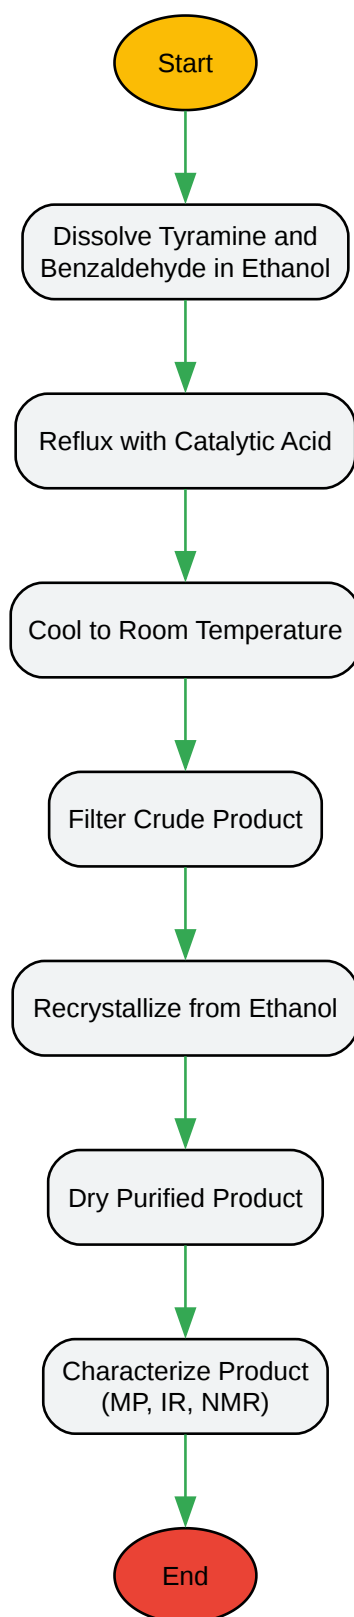 Start
Dissolve Tyramine and
Benzaldehyde in Ethanol
Reflux with Catalytic Acid
Cool to Room Temperature
Filter Crude Product
Recrystallize from Ethanol
Dry Purified Product
Characterize Product
(MP, IR, NMR)
End